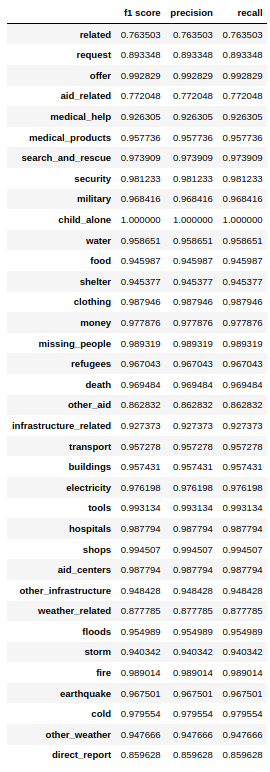 f1 score precision recall
related 0.763503 0.763503 0.763503
request 0.893348 0.893348 0.893348
offer 0.992829 0.992829 0.992829
aid_related 0.772048 0.772048 0.772048
medical_help 0.926305 0.926305 0.926305
medical_products 0.957736 0.957736 0.957736
search_and_rescue 0.973909 0.973909 0.973909
security 0.981233 0.981233 0.981233
military 0.968416 0.968416 0.968416
child_alone 1.000000 1.000000 1.000000
water 0.958651 0.958651 0.958651
food 0.945987 0.945987 0.945987
shelter 0.945377 0.945377 0.945377
clothing 0.987946 0.987946 0.987946
money 0.977876 0.977876 0.977876
missing_people 0.989319 0.989319 0.989319
refugees 0.967043 0.967043 0.967043
death 0.969484 0.969484 0.969484
other_aid 0.862832 0.862832 0.862832
infrastructure_related 0.927373 0.927373 0.927373
transport 0.957278 0.957278 0.957278
buildings 0.957431 0.957431 0.957431
electricity 0.976198 0.976198 0.976198
tools 0.993134 0.993134 0.993134
hospitals 0.987794 0.987794 0.987794
shops 0.994507 0.994507 0.994507
aid_centers 0.987794 0.987794 0.987794
other_infrastructure 0.948428 0.948428 0.948428
weather_related 0.877785 0.877785 0.877785
floods 0.954989 0.954989 0.954989
storm 0.940342 0.940342 0.940342
fire 0.989014 0.989014 0.989014
earthquake 0.967501 0.967501 0.967501
cold 0.979554 0.979554 0.979554
other_weather 0.947666 0.947666 0.947666
direct_report 0.859628 0.859628 0.859628